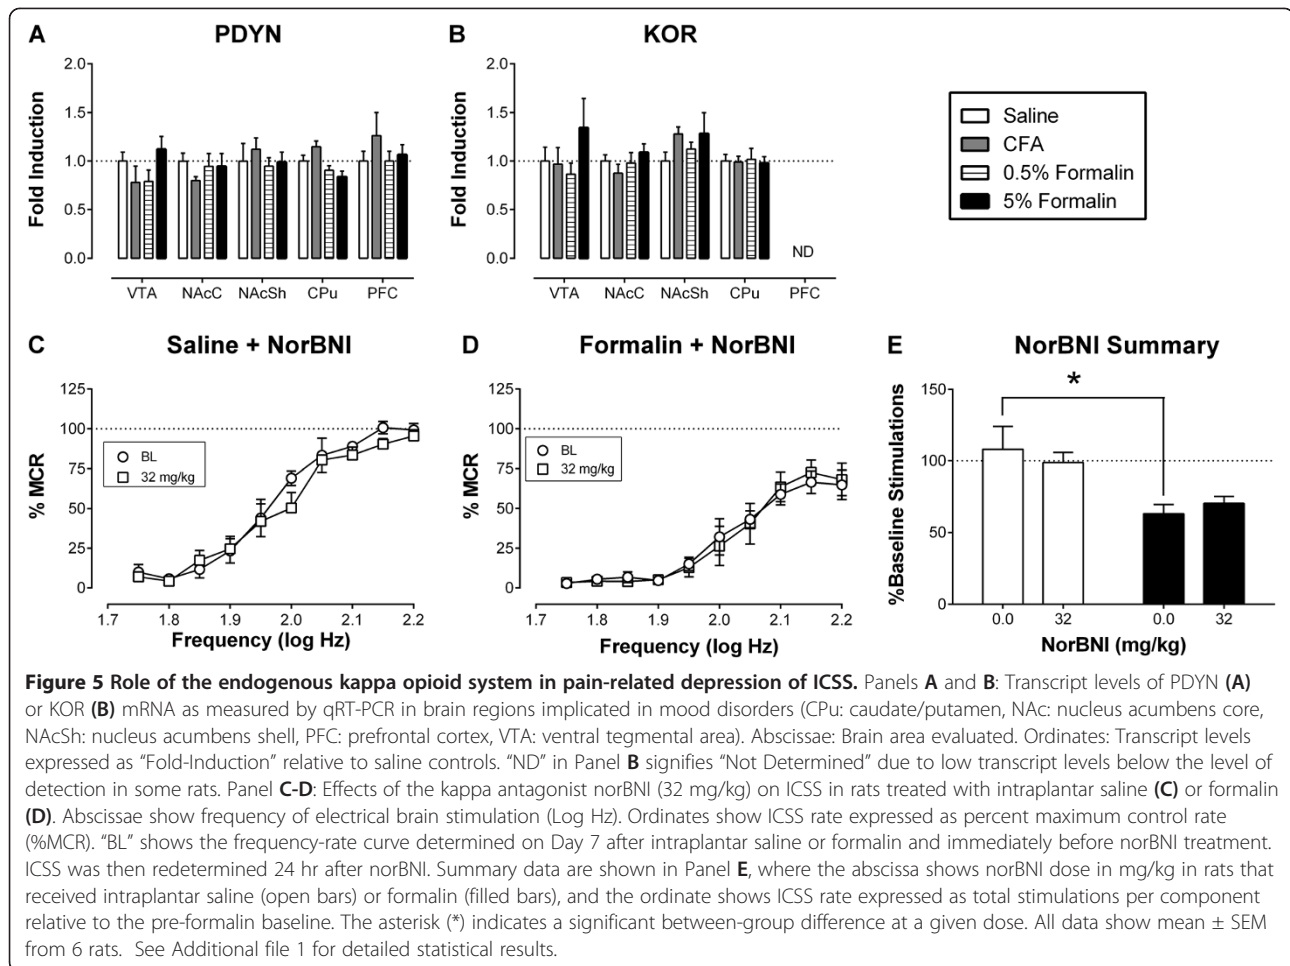 A
PDYN
Fold Induction
2.0
1.5
1.0
0.5
0.0
VTA
NAcC
NAcSh
CPu
PFC
B
KOR
Fold Induction
2.0
1.5
1.0
0.5
0.0
ND
VTA
NAcC
NAcSh
CPu
PFC
Saline
CFA
0.5% Formalin
5% Formalin
C
Saline + NorBNI
% MCR
125
100
75
50
25
0
BL
32 mg/kg
1.7
1.8
1.9
2.0
2.1
2.2
Frequency (log Hz)
D
Formalin + NorBNI
% MCR
125
100
75
50
25
0
BL
32 mg/kg
1.7
1.8
1.9
2.0
2.1
2.2
Frequency (log Hz)
E
NorBNI Summary
%Baseline Stimulations
150
100
50
0
*
0.0
32
0.0
32
NorBNI (mg/kg)
Figure 5 Role of the endogenous kappa opioid system in pain-related depression of ICSS. Panels A and B: Transcript levels of PDYN (A)
or KOR (B) mRNA as measured by qRT-PCR in brain regions implicated in mood disorders (CPu: caudate/putamen, NAc: nucleus acumbens core,
NAcSh: nucleus acumbens shell, PFC: prefrontal cortex, VTA: ventral tegmental area). Abscissae: Brain area evaluated. Ordinates: Transcript levels
expressed as “Fold-Induction” relative to saline controls. “ND” in Panel B signifies “Not Determined” due to low transcript levels below the level of
detection in some rats. Panel C-D: Effects of the kappa antagonist norBNI (32 mg/kg) on ICSS in rats treated with intraplantar saline (C) or formalin
(D). Abscissae show frequency of electrical brain stimulation (Log Hz). Ordinates show ICSS rate expressed as percent maximum control rate
(%MCR). “BL” shows the frequency-rate curve determined on Day 7 after intraplantar saline or formalin and immediately before norBNI treatment.
ICSS was then redetermined 24 hr after norBNI. Summary data are shown in Panel E, where the abscissa shows norBNI dose in mg/kg in rats that
received intraplantar saline (open bars) or formalin (filled bars), and the ordinate shows ICSS rate expressed as total stimulations per component
relative to the pre-formalin baseline. The asterisk (*) indicates a significant between-group difference at a given dose. All data show mean ± SEM
from 6 rats. See Additional file 1 for detailed statistical results.